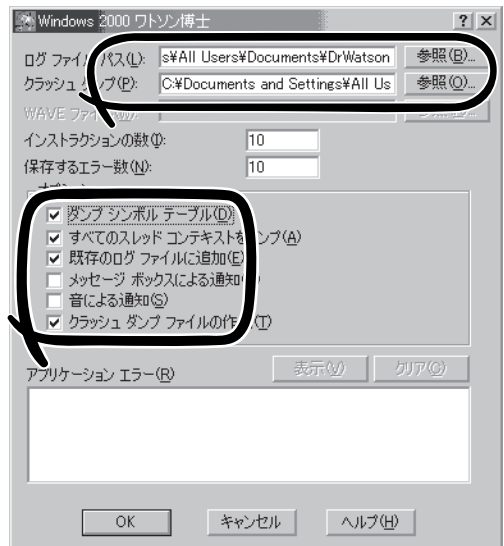 Windows 2000 ワトソン博士
ログ ファイル パス(L): s¥All Users¥Documents¥DrWatson 参照(B)...
クラッシュ ダンプ(P): C:¥Documents and Settings¥All Us 参照(O)...
WAVE ファイル(W):
インストラクションの数(I): 10
保存するエラー数(N): 10
オプション
ダンプ シンボル テーブル(D)
すべてのスレッド コンテキストをダンプ(A)
既存のログ ファイルに追加(E)
メッセージ ボックスによる通知
音による通知(S)
クラッシュ ダンプ ファイルの作成(T)
アプリケーション エラー(R) 表示(V) クリア(C)
OK キャンセル ヘルプ(H)